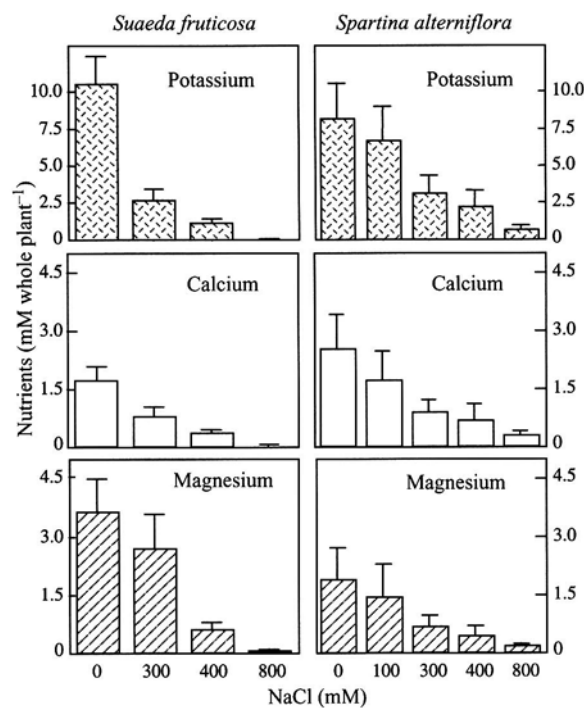 Suaeda fruticosa
Spartina alterniflora
Nutrients (mM whole plant⁻¹)
Potassium
10.0
7.5
5.0
2.5
0
Potassium
10.0
7.5
5.0
2.5
0
Calcium
4.5
3.0
1.5
0
Calcium
4.5
3.0
1.5
0
Magnesium
4.5
3.0
1.5
0
Magnesium
4.5
3.0
1.5
0
0 300 400 800
0 100 300 400 800
NaCl (mM)